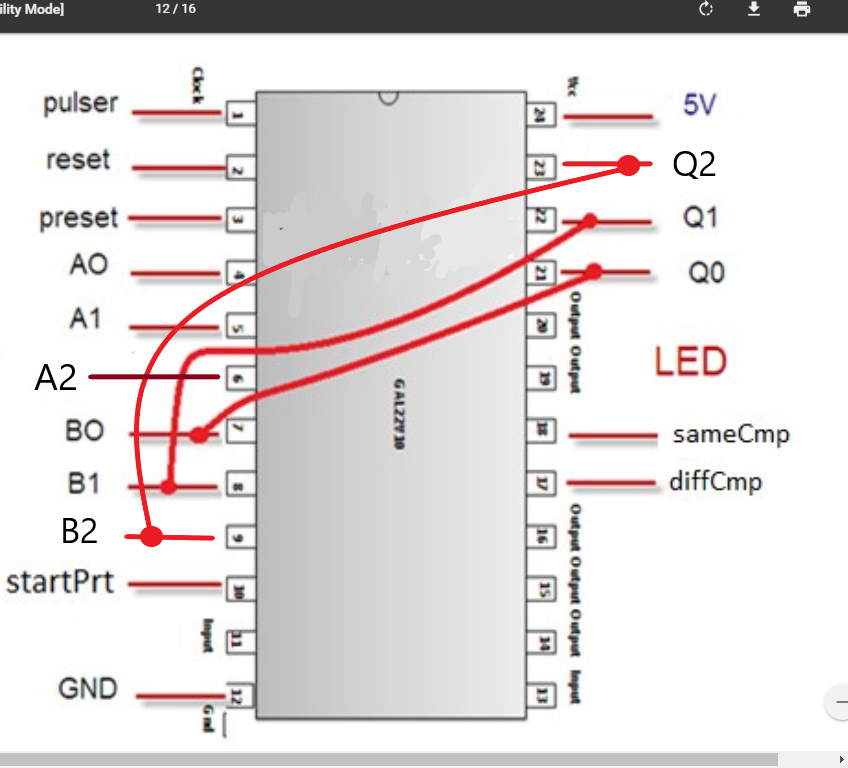 ility Mode]
12 / 16
Clock
Vcc
pulser
1
24
5V
reset
2
23
Q2
preset
3
22
Q1
AO
4
21
Q0
A1
5
20
Output Output
A2
6
19
LED
GAL22V10
BO
7
18
sameCmp
B1
8
17
diffCmp
B2
9
16
Output Output Output
startPrt
10
15
Input
11
14
Input
GND
12
13
Gnd